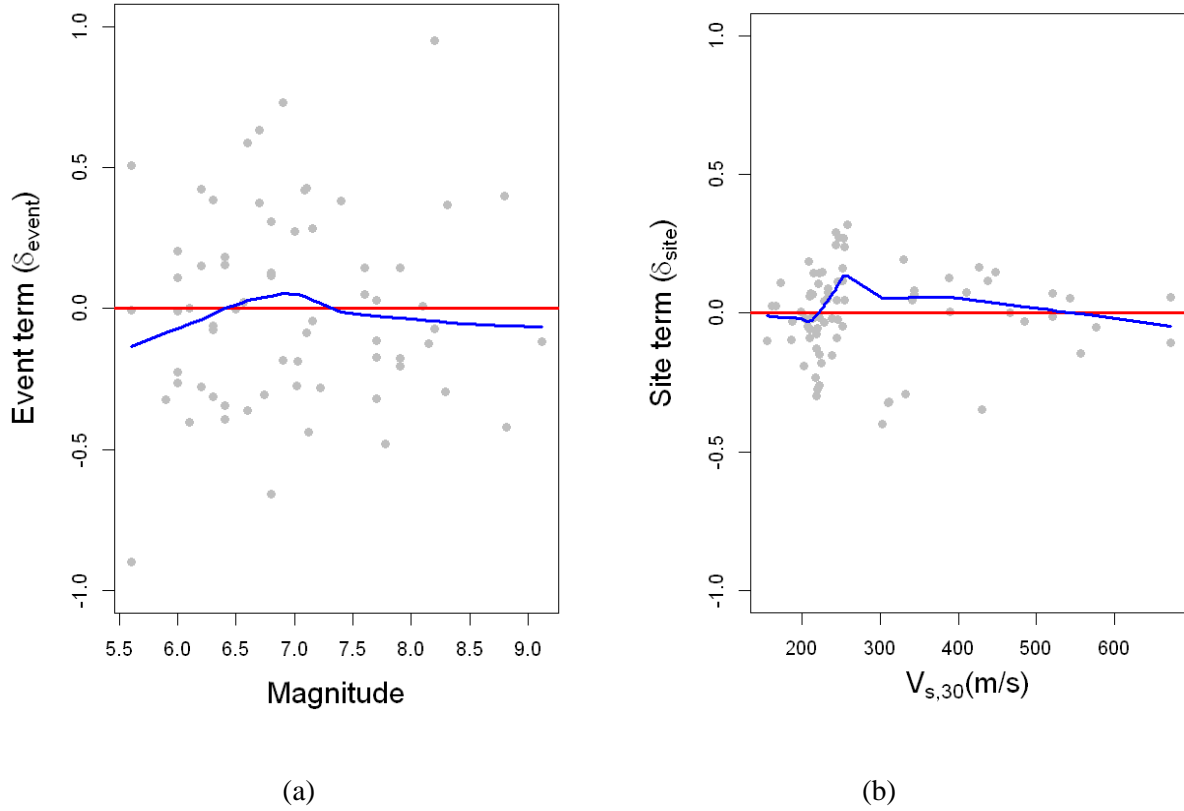 1.0
0.5
0.0
-0.5
-1.0
Event term (δevent)
5.5 6.0 6.5 7.0 7.5 8.0 8.5 9.0
Magnitude
(a)
1.0
0.5
0.0
-0.5
-1.0
Site term (δsite)
200 300 400 500 600
Vs,30(m/s)
(b)